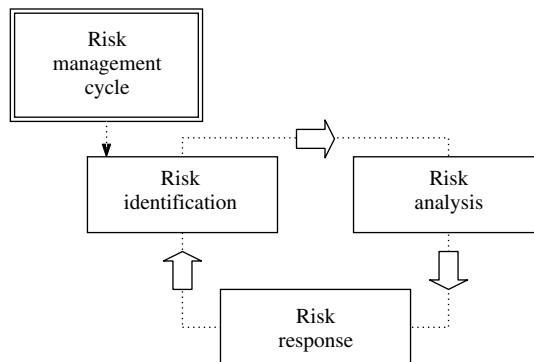 Risk
management
cycle
Risk
identification
Risk
analysis
Risk
response